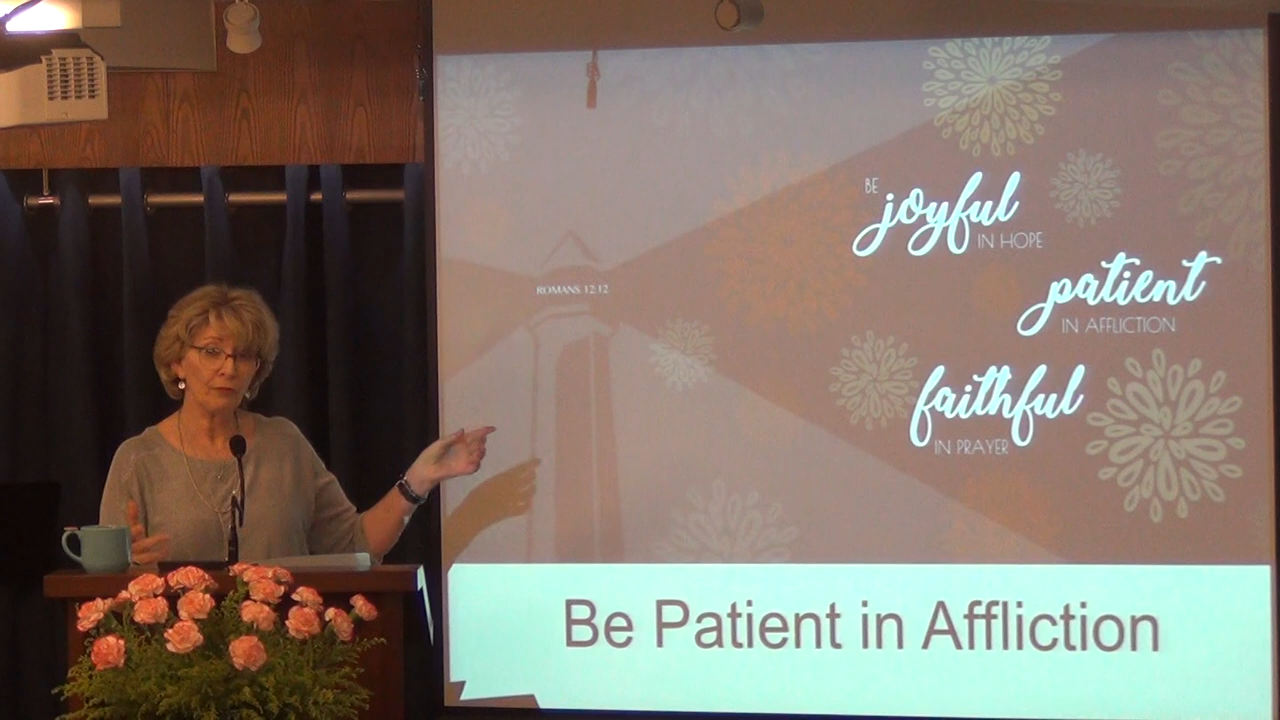 ROMANS 12:12
BE
joyful
IN HOPE
patient
IN AFFLICTION
faithful
IN PRAYER
Be Patient in Affliction